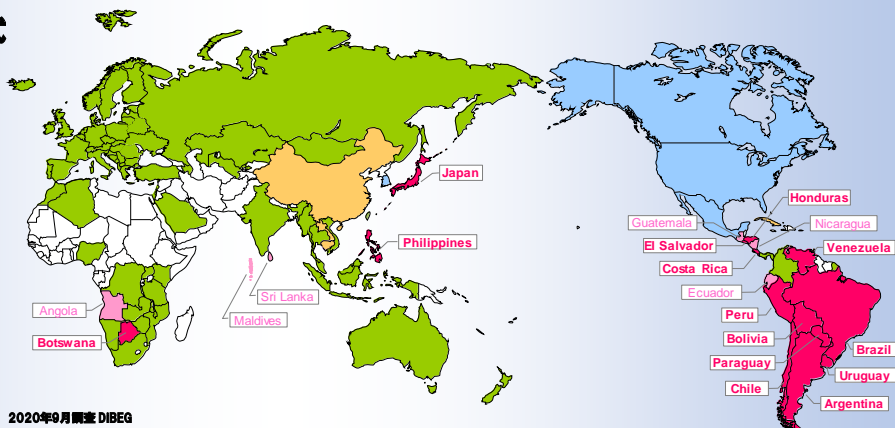 Japan
Honduras
Guatemala
Nicaragua
Philippines
El Salvador
Venezuela
Costa Rica
Sri Lanka
Ecuador
Angola
Maldives
Peru
Botswana
Bolivia
Brazil
Paraguay
Uruguay
Chile
Argentina
2020年9月調査 DIBEG